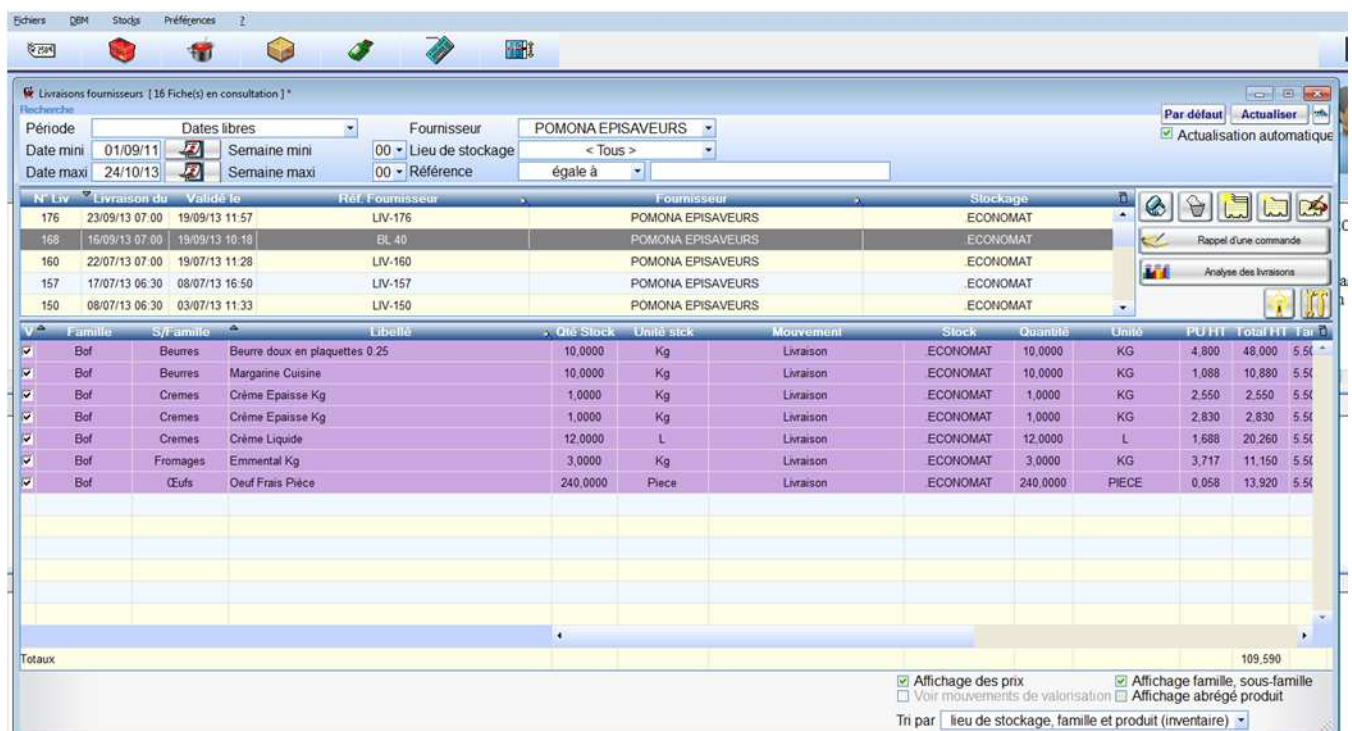 Fichiers DBM Stocks Préférences ?
Livraisons fournisseurs [ 16 Fiche(s) en consultation ] *
Recherche
Par défaut Actualiser
Période Dates libres Fournisseur POMONA EPISAVEURS
Actualisation automatique
Date mini 01/09/11 Semaine mini 00 Lieu de stockage < Tous >
Date maxi 24/10/13 Semaine maxi 00 Référence égale à
N° Liv Livraison du Validé le Réf. Fournisseur Fournisseur Stockage
176 23/09/13 07:00 19/09/13 11:57 LIV-176 POMONA EPISAVEURS .ECONOMAT
168 16/09/13 07:00 19/09/13 10:18 BL 40 POMONA EPISAVEURS .ECONOMAT
Rappel d'une commande
160 22/07/13 07:00 19/07/13 11:28 LIV-160 POMONA EPISAVEURS .ECONOMAT
Analyse des livraisons
157 17/07/13 06:30 08/07/13 16:50 LIV-157 POMONA EPISAVEURS .ECONOMAT
150 08/07/13 06:30 03/07/13 11:33 LIV-150 POMONA EPISAVEURS .ECONOMAT
V Famille S/Famille Libellé Qté Stock Unité stck Mouvement Stock Quantité Unité PU HT Total HT
Bof Beurres Beurre doux en plaquettes 0.25 10,0000 Kg Livraison .ECONOMAT 10,0000 KG 4,800 48,000 5.50
Bof Beurres Margarine Cuisine 10,0000 Kg Livraison .ECONOMAT 10,0000 KG 1,088 10,880 5.50
Bof Cremes Crème Epaisse Kg 1,0000 Kg Livraison .ECONOMAT 1,0000 KG 2,550 2,550 5.50
Bof Cremes Crème Epaisse Kg 1,0000 Kg Livraison .ECONOMAT 1,0000 KG 2,830 2,830 5.50
Bof Cremes Crème Liquide 12,0000 L Livraison .ECONOMAT 12,0000 L 1,688 20,260 5.50
Bof Fromages Emmental Kg 3,0000 Kg Livraison .ECONOMAT 3,0000 KG 3,717 11,150 5.50
Bof Œufs Oeuf Frais Pièce 240,0000 Piece Livraison .ECONOMAT 240,0000 PIECE 0,058 13,920 5.50
Totaux 109,590
Affichage des prix Affichage famille, sous-famille
Voir mouvements de valorisation Affichage abrégé produit
Tri par lieu de stockage, famille et produit (inventaire)